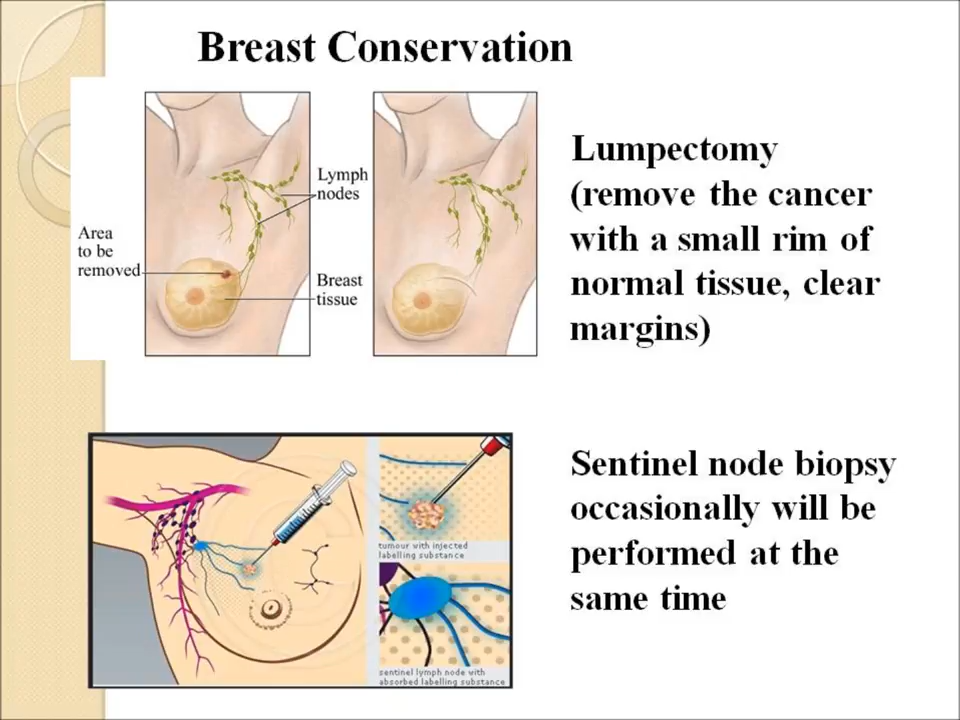 Breast Conservation
Lymph
nodes
Area
to be
removed
Breast
tissue
Lumpectomy
(remove the cancer
with a small rim of
normal tissue, clear
margins)
tumour with injected
labelling substance
sentinel lymph node with
absorbed labelling substance
Sentinel node biopsy
occasionally will be
performed at the
same time